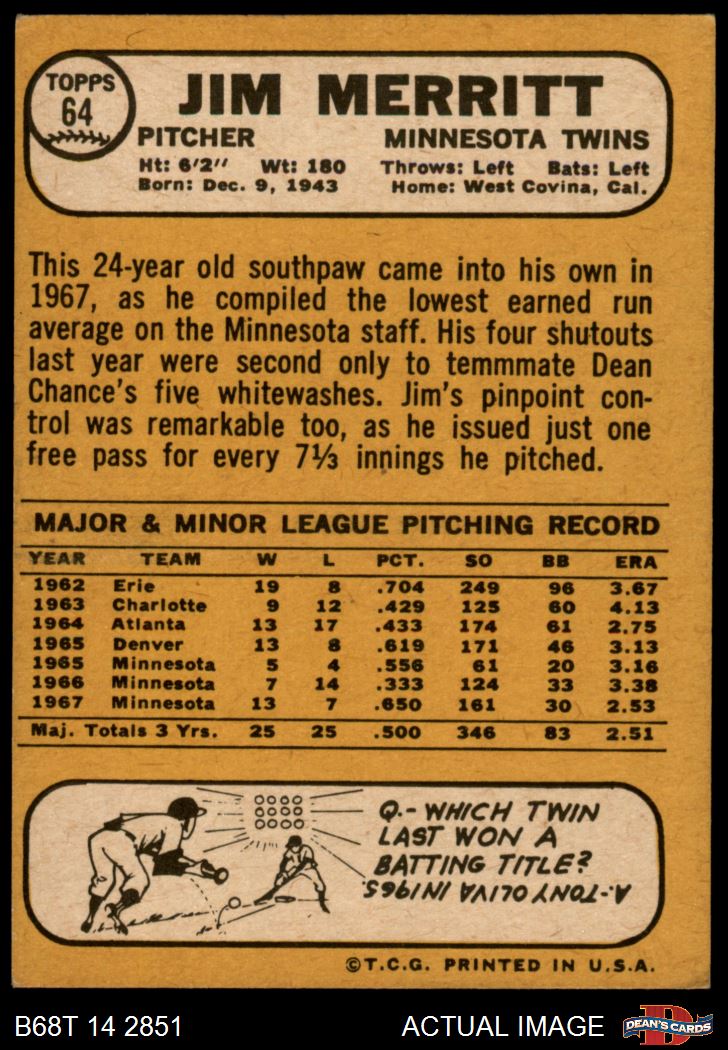 TOPPS
64
JIM MERRITT
PITCHER MINNESOTA TWINS
Ht: 6'2" Wt: 180 Throws: Left Bats: Left
Born: Dec. 9, 1943 Home: West Covina, Cal.
This 24-year old southpaw came into his own in
1967, as he compiled the lowest earned run
average on the Minnesota staff. His four shutouts
last year were second only to temmmate Dean
Chance's five whitewashes. Jim's pinpoint con-
trol was remarkable too, as he issued just one
free pass for every 7⅓ innings he pitched.
MAJOR & MINOR LEAGUE PITCHING RECORD
YEAR TEAM W L PCT. SO BB ERA
1962 Erie 19 8 .704 249 96 3.67
1963 Charlotte 9 12 .429 125 60 4.13
1964 Atlanta 13 17 .433 174 61 2.75
1965 Denver 13 8 .619 171 46 3.13
1965 Minnesota 5 4 .556 61 20 3.16
1966 Minnesota 7 14 .333 124 33 3.38
1967 Minnesota 13 7 .650 161 30 2.53
Maj. Totals 3 Yrs. 25 25 .500 346 83 2.51
Q.- WHICH TWIN
LAST WON A
BATTING TITLE?
A.-TONY OLIVA IN 1965.
©T.C.G. PRINTED IN U.S.A.
B68T 14 2851 ACTUAL IMAGE D
DEAN'S CARDS